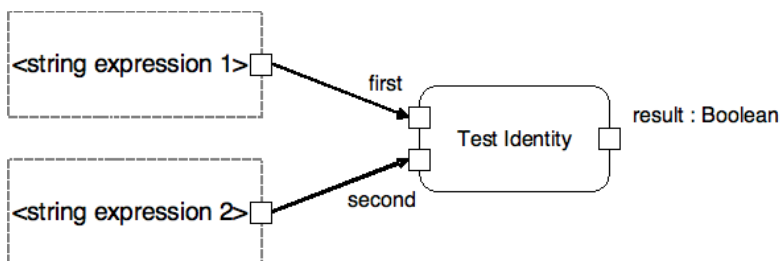 <string expression 1>
first
Test Identity
result : Boolean
<string expression 2>
second